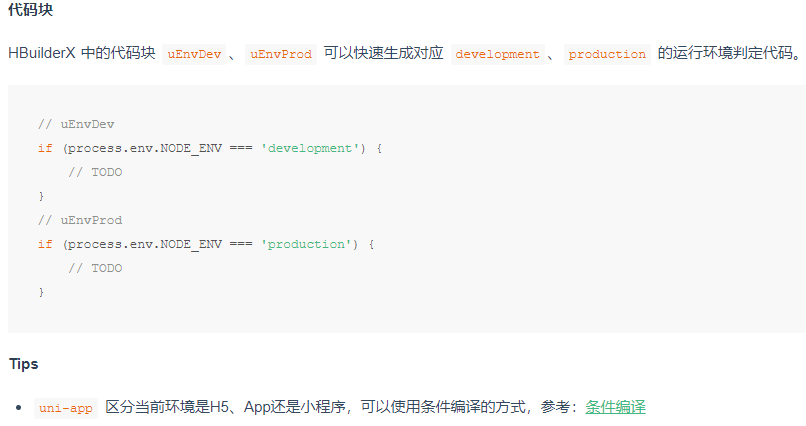 代码块
HBuilderX 中的代码块 uEnvDev 、 uEnvProd 可以快速生成对应 development 、 production 的运行环境判定代码。
// uEnvDev
if (process.env.NODE_ENV === 'development') {
    // TODO
}
// uEnvProd
if (process.env.NODE_ENV === 'production') {
    // TODO
}
Tips
• uni-app 区分当前环境是H5、App还是小程序，可以使用条件编译的方式，参考：条件编译